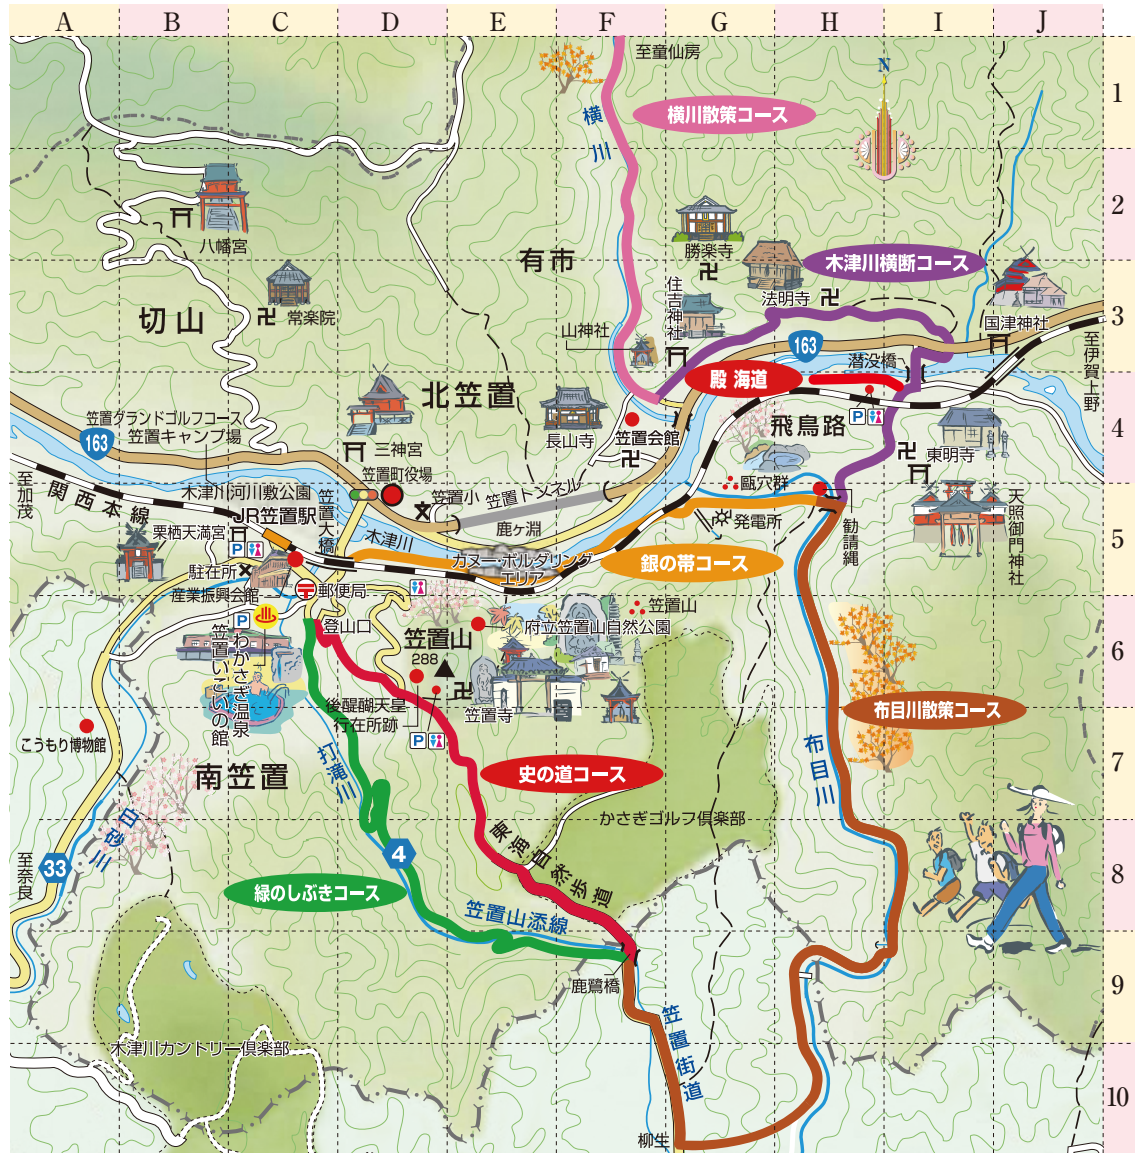 A B C D E F G H I J
1
2
3
4
5
6
7
8
9
10
N
至童仙房
横川散策コース
横川
八幡宮
勝楽寺
有市
木津川横断コース
住吉神社
法明寺
常楽院
切山
山神社
国津神社
163
潜没橋
至伊賀上野
殿 海道
北笠置
笠置グランドゴルフコース
笠置キャンプ場
163
三神宮
長山寺
笠置会館
飛鳥路
P
東明寺
至加茂
関西本線
木津川河川敷公園
笠置町役場
笠置大橋
笠置小
笠置トンネル
甌穴群
JR笠置駅
栗栖天満宮
P
木津川
鹿ヶ淵
発電所
勧請縄
天照御門神社
駐在所
カヌー・ボルダリング
エリア
銀の帯コース
産業振興会館
郵便局
笠置山
P
登山口
笠置山
288
府立笠置山自然公園
わかさぎ温泉
笠置いこいの館
後醍醐天皇
行在所跡
笠置寺
P
布目川散策コース
こうもり博物館
打滝川
南笠置
史の道コース
布目川
白砂川
かさぎゴルフ倶楽部
東海自然歩道
4
33
至奈良
緑のしぶきコース
笠置山添線
鹿鷺橋
笠置街道
木津川カントリー倶楽部
柳生